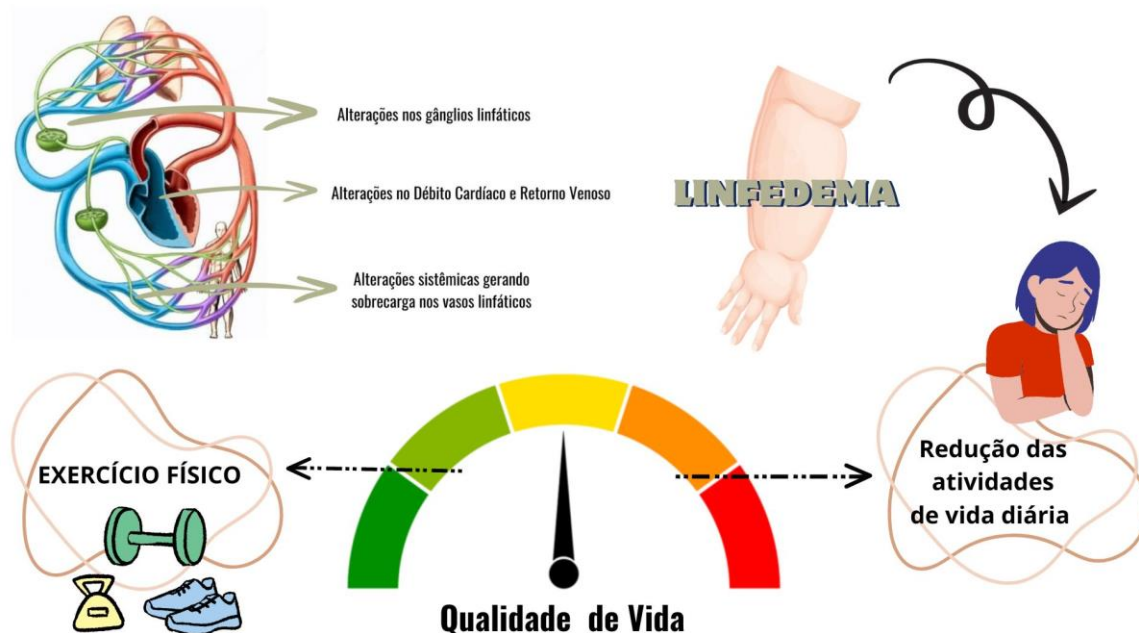 Alterações nos gânglios linfáticos
Alterações no Débito Cardíaco e Retorno Venoso
Alterações sistêmicas gerando
sobrecarga nos vasos linfáticos
LINFEDEMA
EXERCÍCIO FÍSICO
Redução das
atividades
de vida diária
Qualidade de Vida